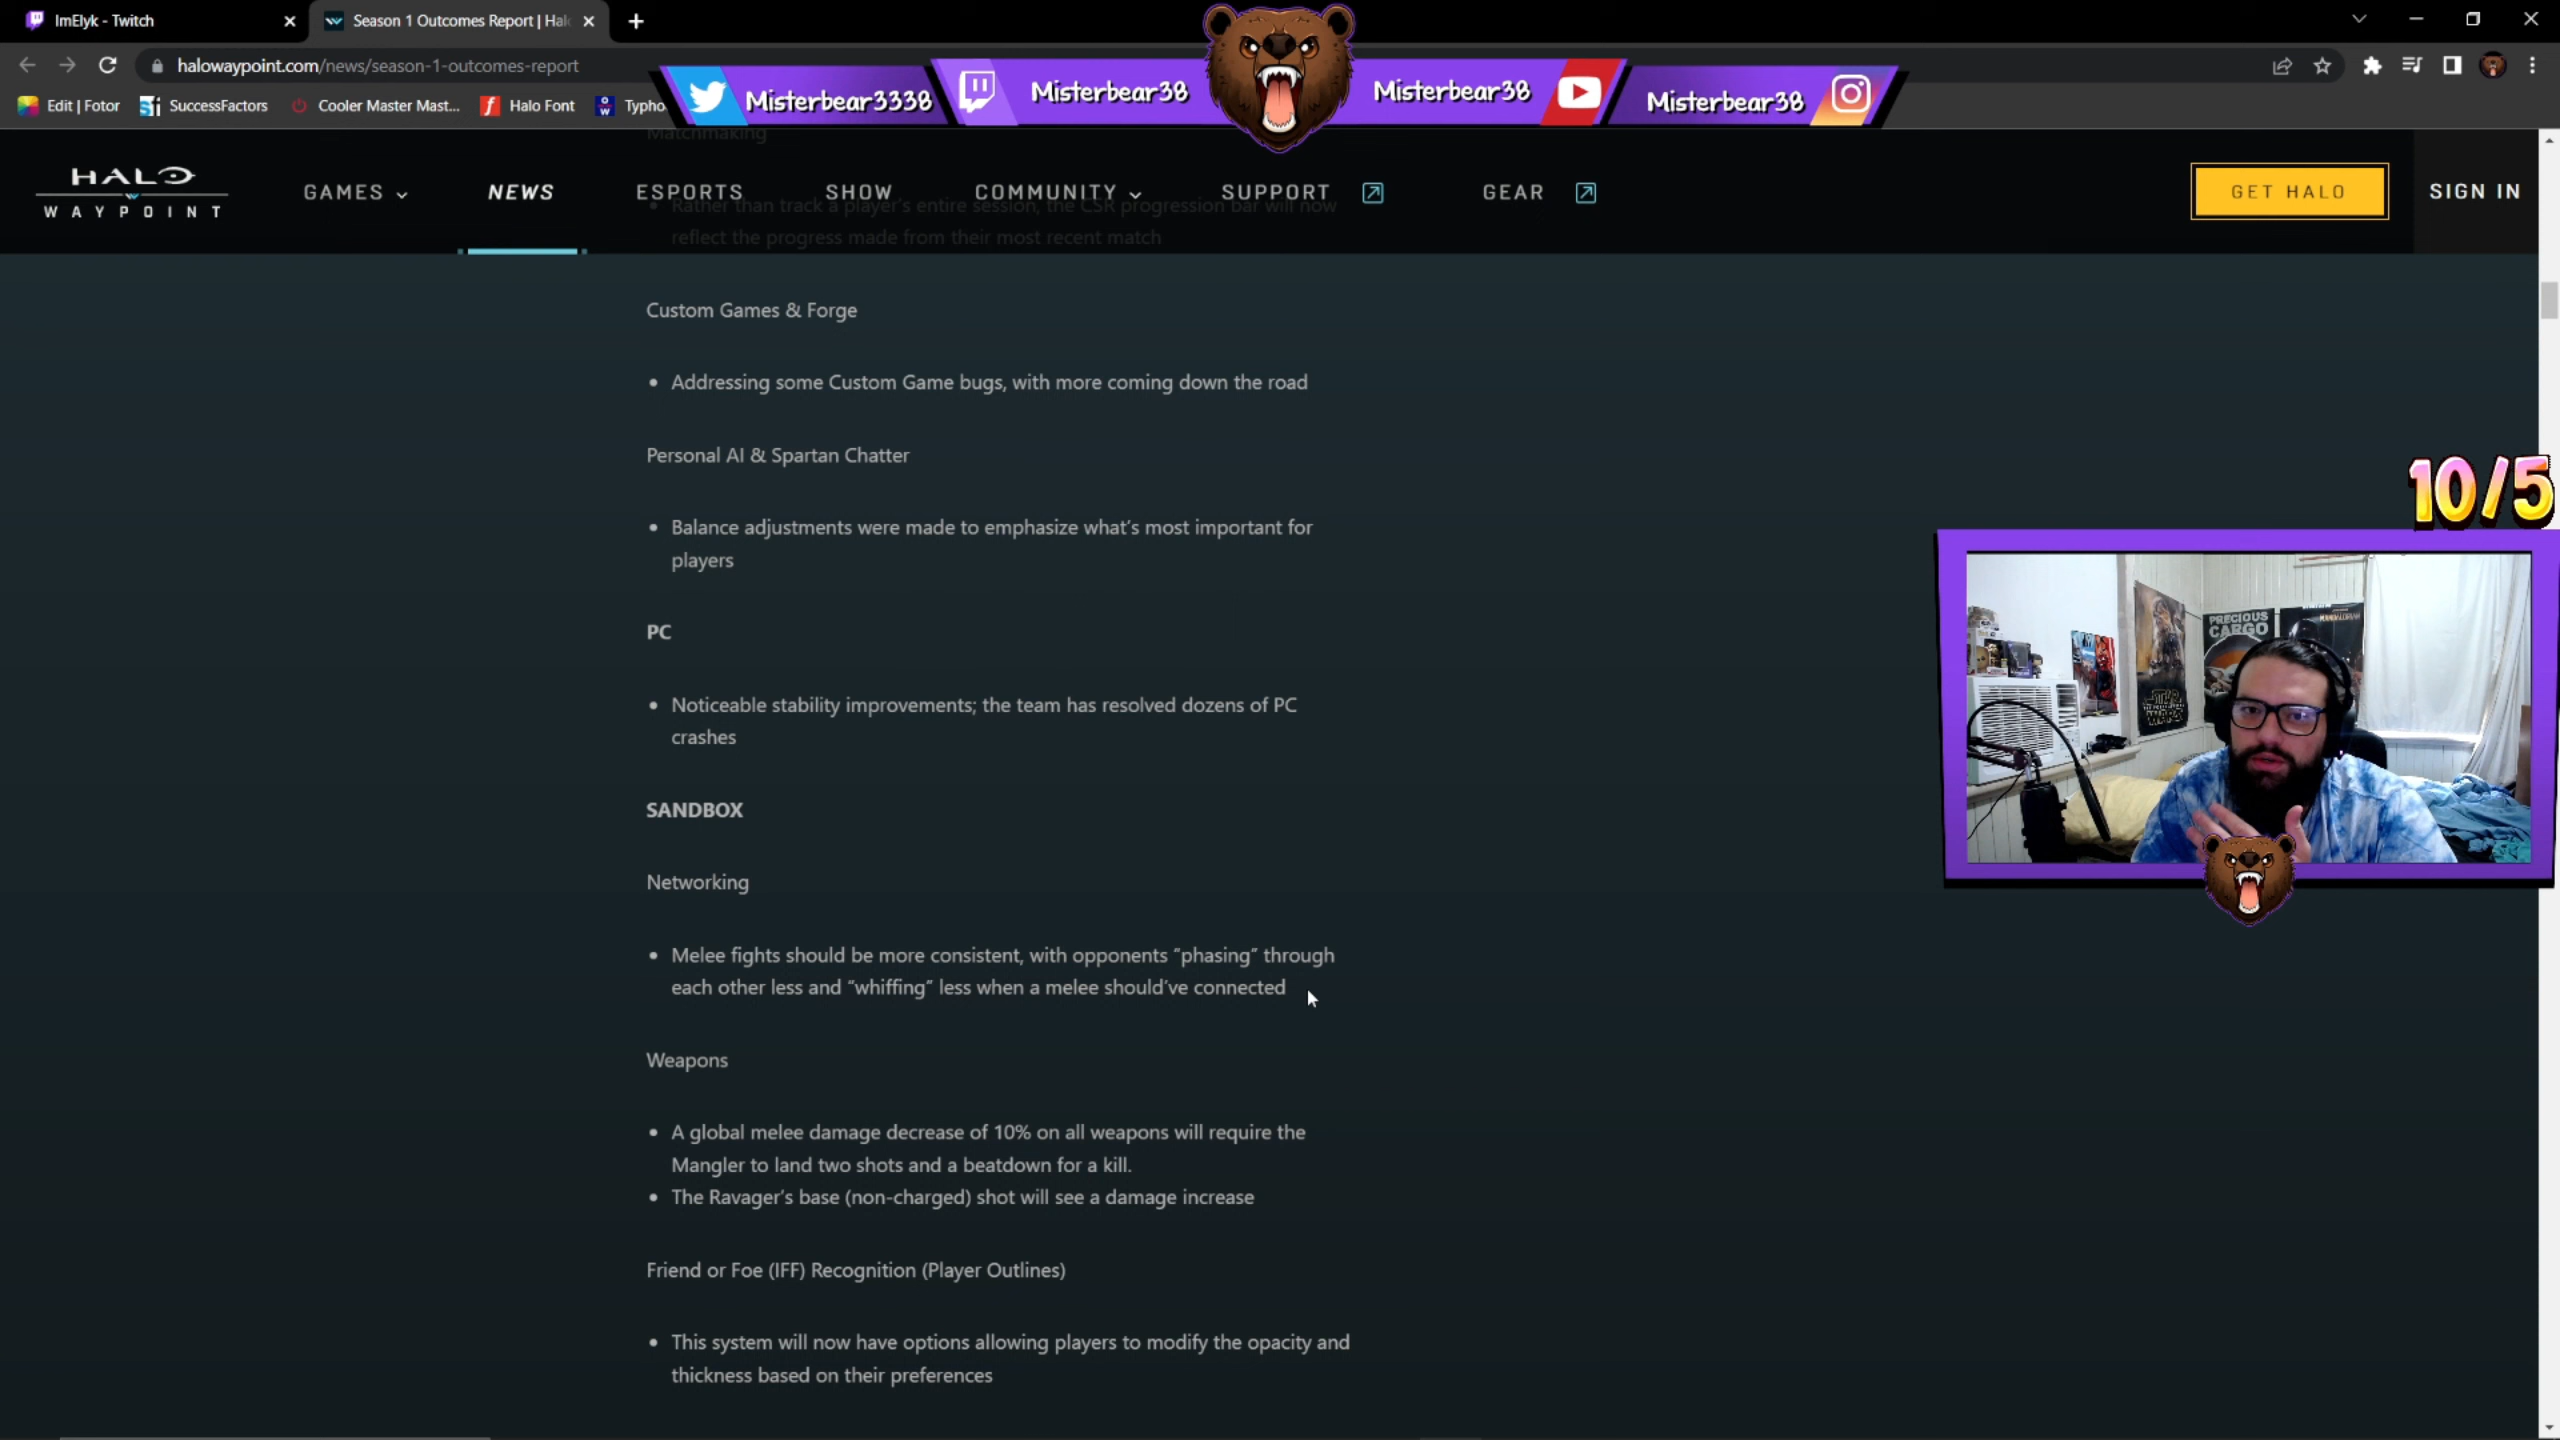 ImElyk - Twitch
Season 1 Outcomes Report | Hal
halowaypoint.com/news/season-1-outcomes-report
Edit | Fotor
SuccessFactors
Cooler Master Mast...
Halo Font
Typho
Misterbear3338
Misterbear38
Misterbear38
Misterbear38
Matchmaking
HALO
WAYPOINT
GAMES
NEWS
ESPORTS
SHOW
COMMUNITY
SUPPORT
GEAR
GET HALO
SIGN IN
• Rather than track a player's entire session, the CSR progression bar will now
reflect the progress made from their most recent match
Custom Games & Forge
• Addressing some Custom Game bugs, with more coming down the road
Personal AI & Spartan Chatter
• Balance adjustments were made to emphasize what's most important for
players
PC
• Noticeable stability improvements; the team has resolved dozens of PC
crashes
SANDBOX
Networking
• Melee fights should be more consistent, with opponents “phasing” through
each other less and “whiffing” less when a melee should’ve connected
Weapons
• A global melee damage decrease of 10% on all weapons will require the
Mangler to land two shots and a beatdown for a kill.
• The Ravager’s base (non-charged) shot will see a damage increase
Friend or Foe (IFF) Recognition (Player Outlines)
• This system will now have options allowing players to modify the opacity and
thickness based on their preferences
10/5
PRECIOUS
CARGO
MANDALORIAN
STAR
WARS